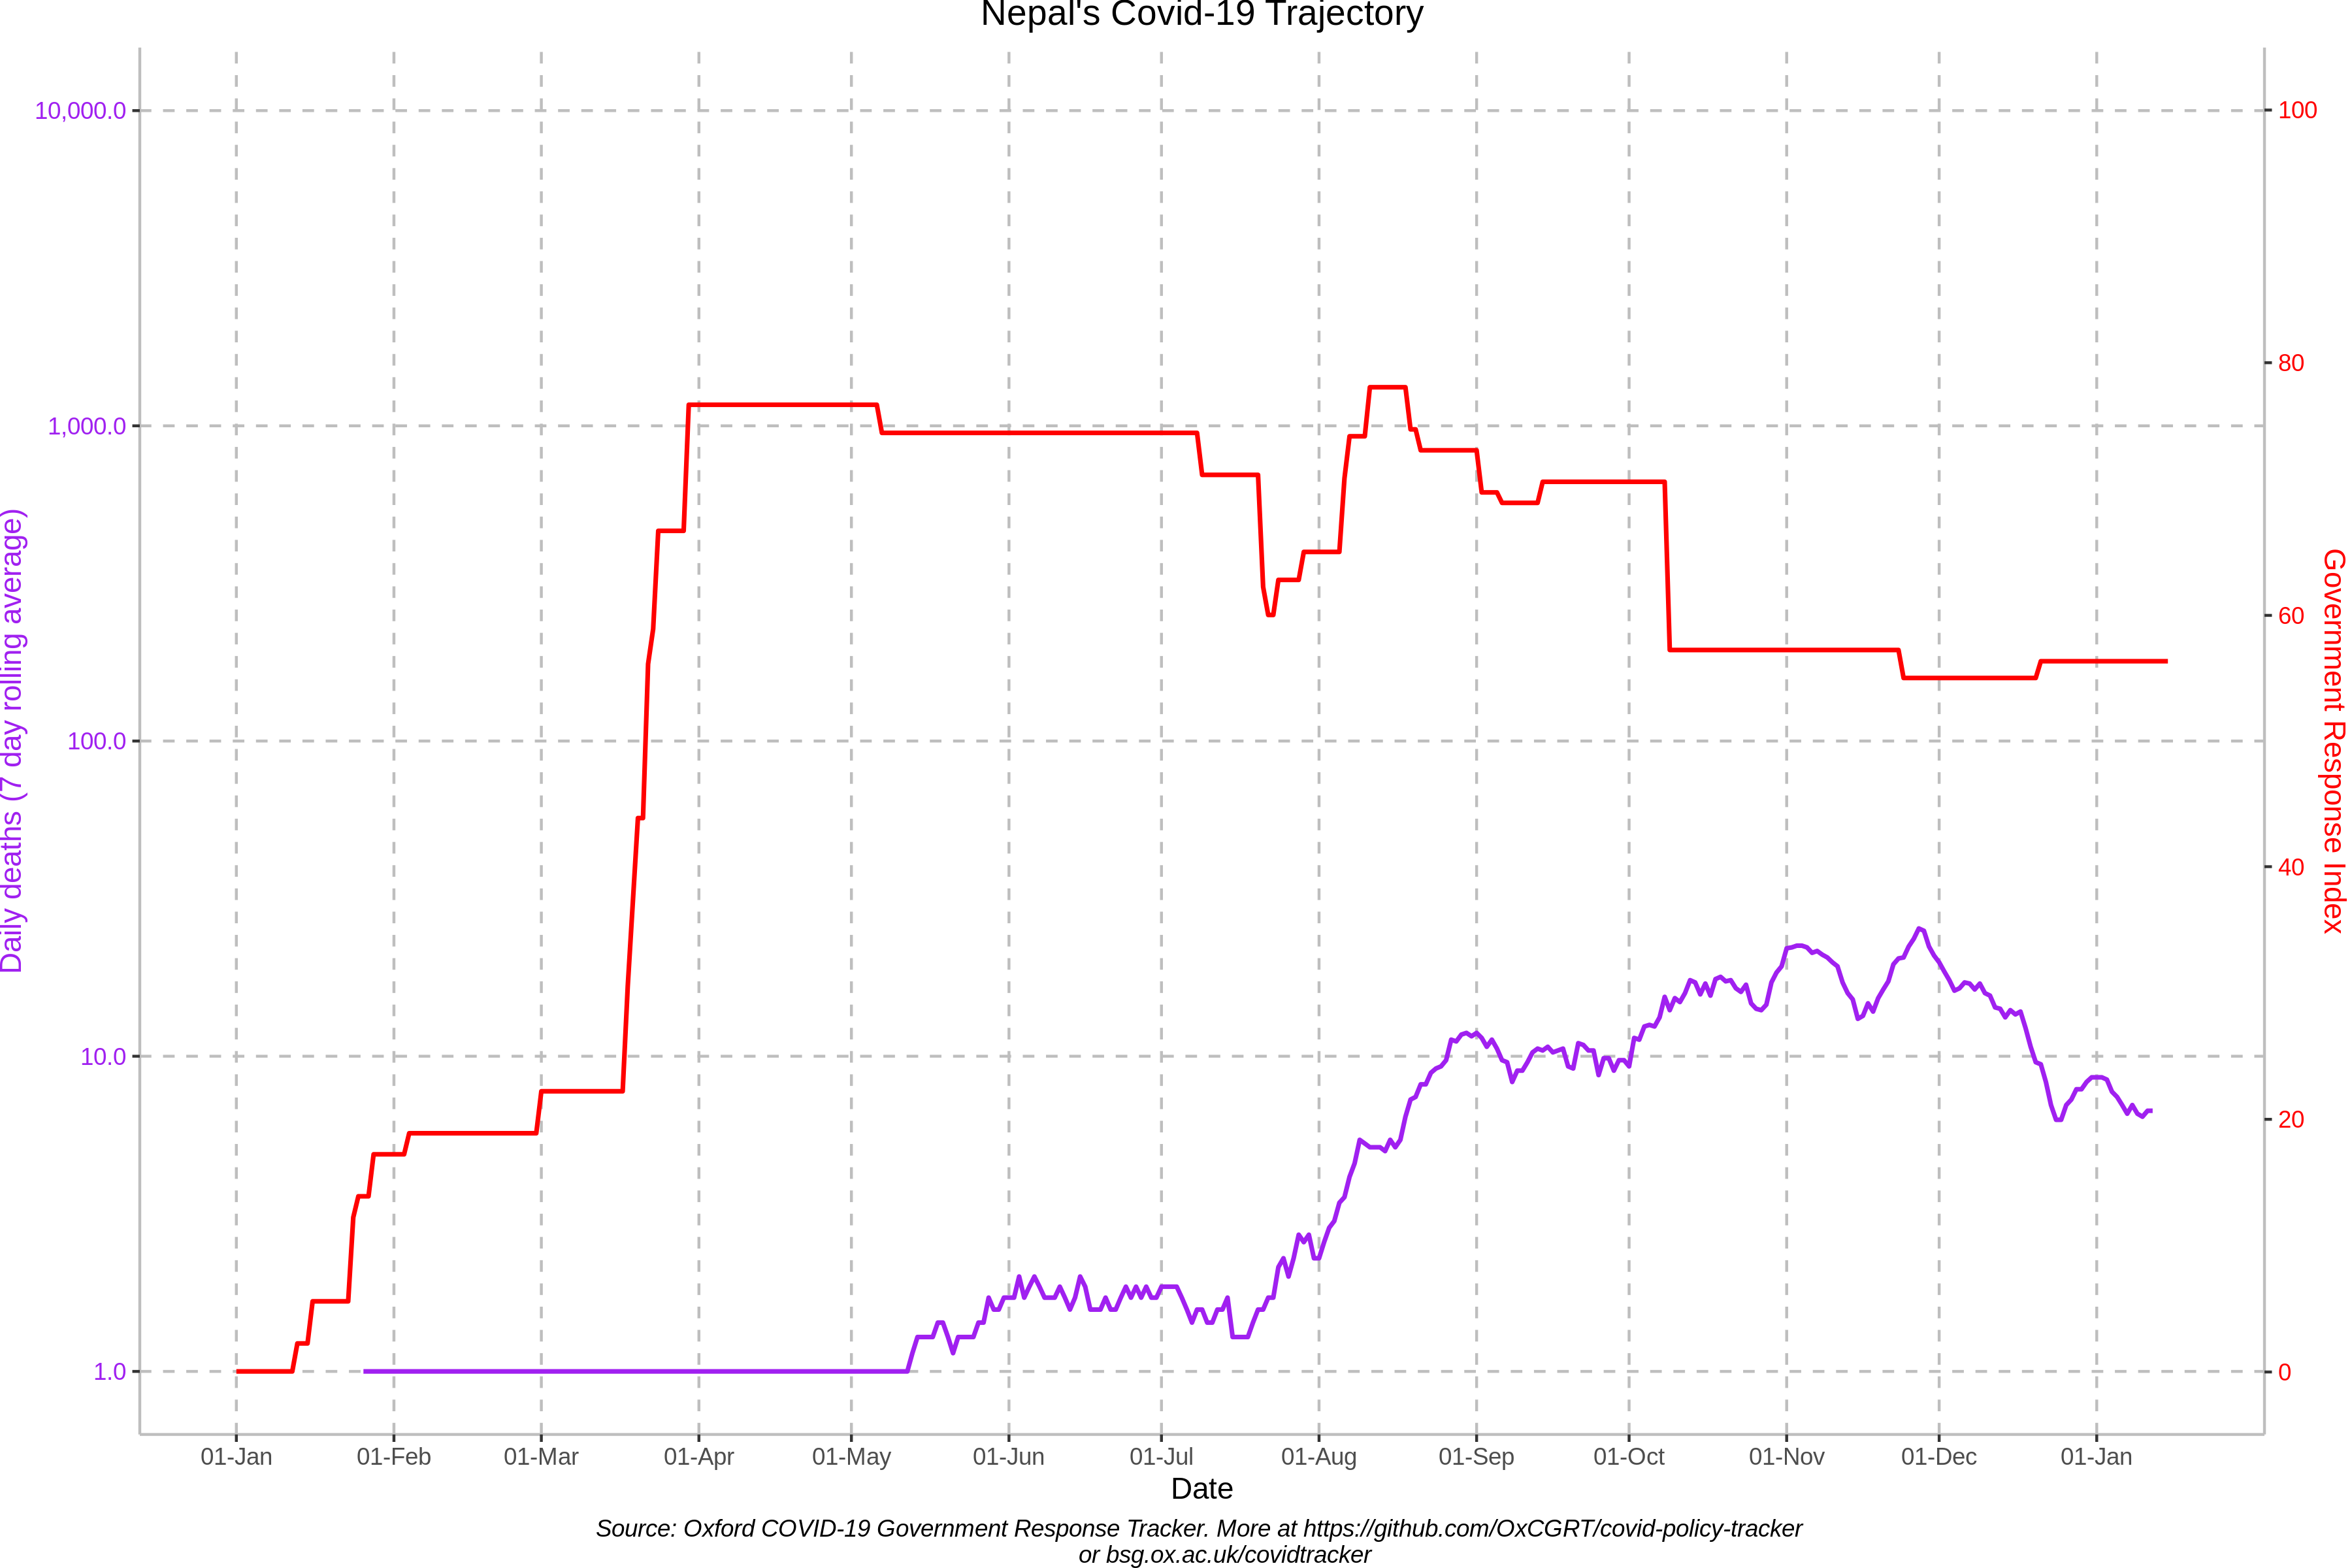 Nepal's Covid-19 Trajectory
10,000.0
1,000.0
100.0
10.0
1.0
Daily deaths (7 day rolling average)
100
80
60
40
20
0
Government Response Index
01-Jan 01-Feb 01-Mar 01-Apr 01-May 01-Jun 01-Jul 01-Aug 01-Sep 01-Oct 01-Nov 01-Dec 01-Jan
Date
Source: Oxford COVID-19 Government Response Tracker. More at https://github.com/OxCGRT/covid-policy-tracker
or bsg.ox.ac.uk/covidtracker